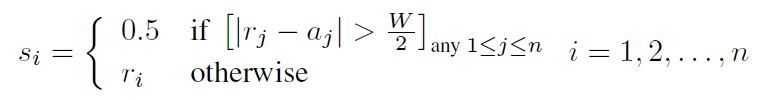 s_i = { 0.5 if [|r_j − a_j| > W/2]_any 1≤j≤n i = 1, 2, . . . , n
r_i otherwise